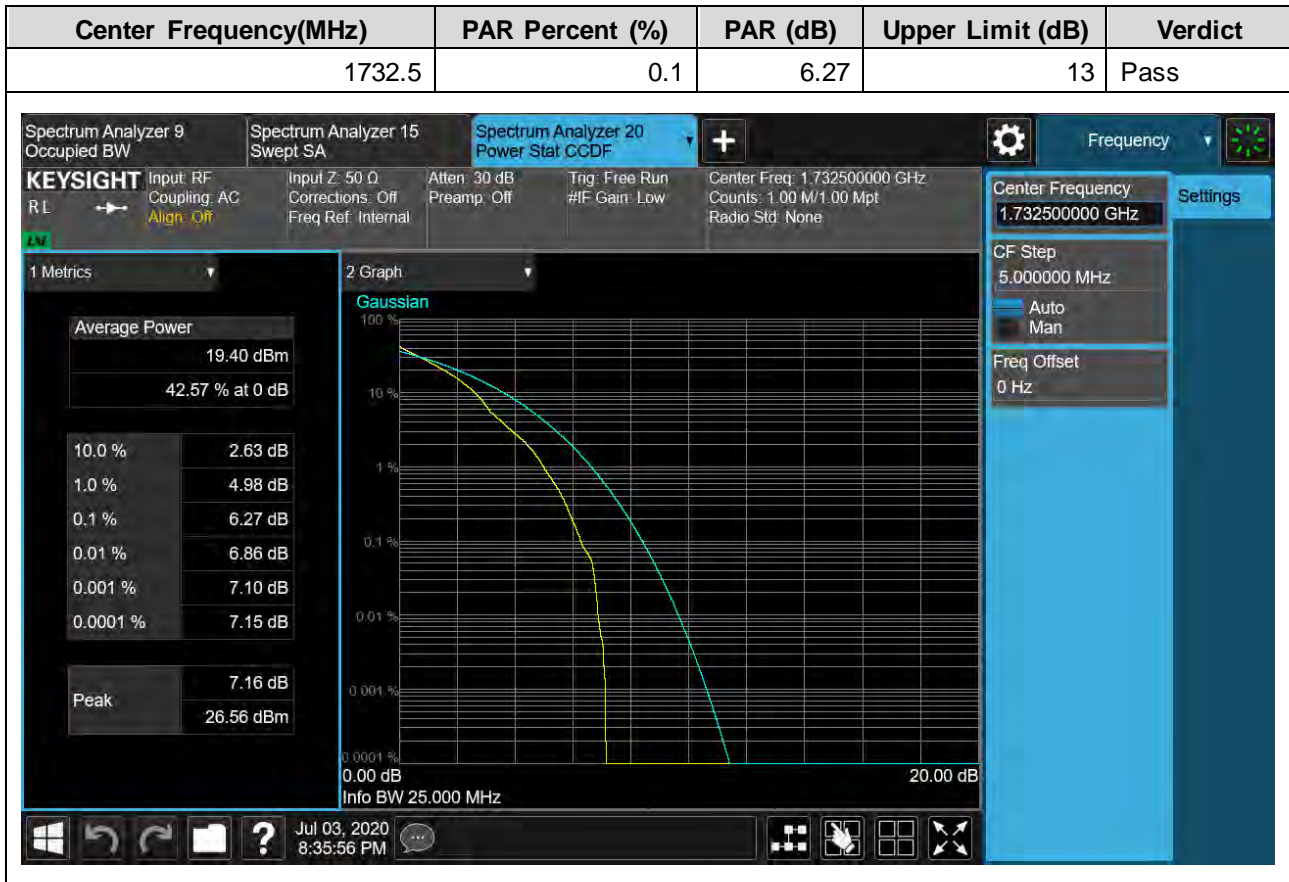 Center Frequency(MHz) PAR Percent (%) PAR (dB) Upper Limit (dB) Verdict
1732.5 0.1 6.27 13 Pass
Spectrum Analyzer 9
Occupied BW
Spectrum Analyzer 15
Swept SA
Spectrum Analyzer 20
Power Stat CCDF
Frequency
KEYSIGHT
RL
LNI
Input: RF
Coupling: AC
Align: Off
Input Z: 50 Ω
Corrections: Off
Freq Ref: Internal
Atten: 30 dB
Preamp: Off
Trig: Free Run
#IF Gain: Low
Center Freq: 1.732500000 GHz
Counts: 1.00 M/1.00 Mpt
Radio Std: None
Center Frequency
1.732500000 GHz
Settings
CF Step
5.000000 MHz
Auto
Man
Freq Offset
0 Hz
1 Metrics
Average Power
19.40 dBm
42.57 % at 0 dB
10.0 % 2.63 dB
1.0 % 4.98 dB
0.1 % 6.27 dB
0.01 % 6.86 dB
0.001 % 7.10 dB
0.0001 % 7.15 dB
Peak
7.16 dB
26.56 dBm
2 Graph
Gaussian
100 %
10 %
1 %
0.1 %
0.01 %
0.001 %
0.0001 %
0.00 dB 20.00 dB
Info BW 25.000 MHz
?
Jul 03, 2020
8:35:56 PM